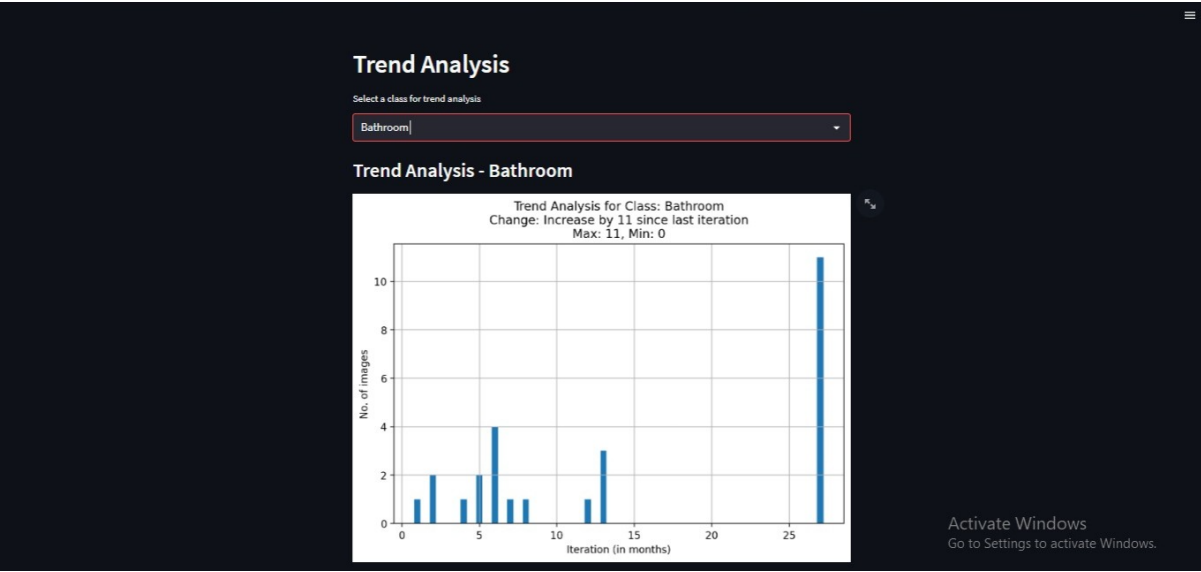 Trend Analysis
Select a class for trend analysis
Bathroom
Trend Analysis - Bathroom
Trend Analysis for Class: Bathroom
Change: Increase by 11 since last iteration
Max: 11, Min: 0
10
8
6
4
2
0
No. of images
0 5 10 15 20 25
Iteration (in months)
Activate Windows
Go to Settings to activate Windows.